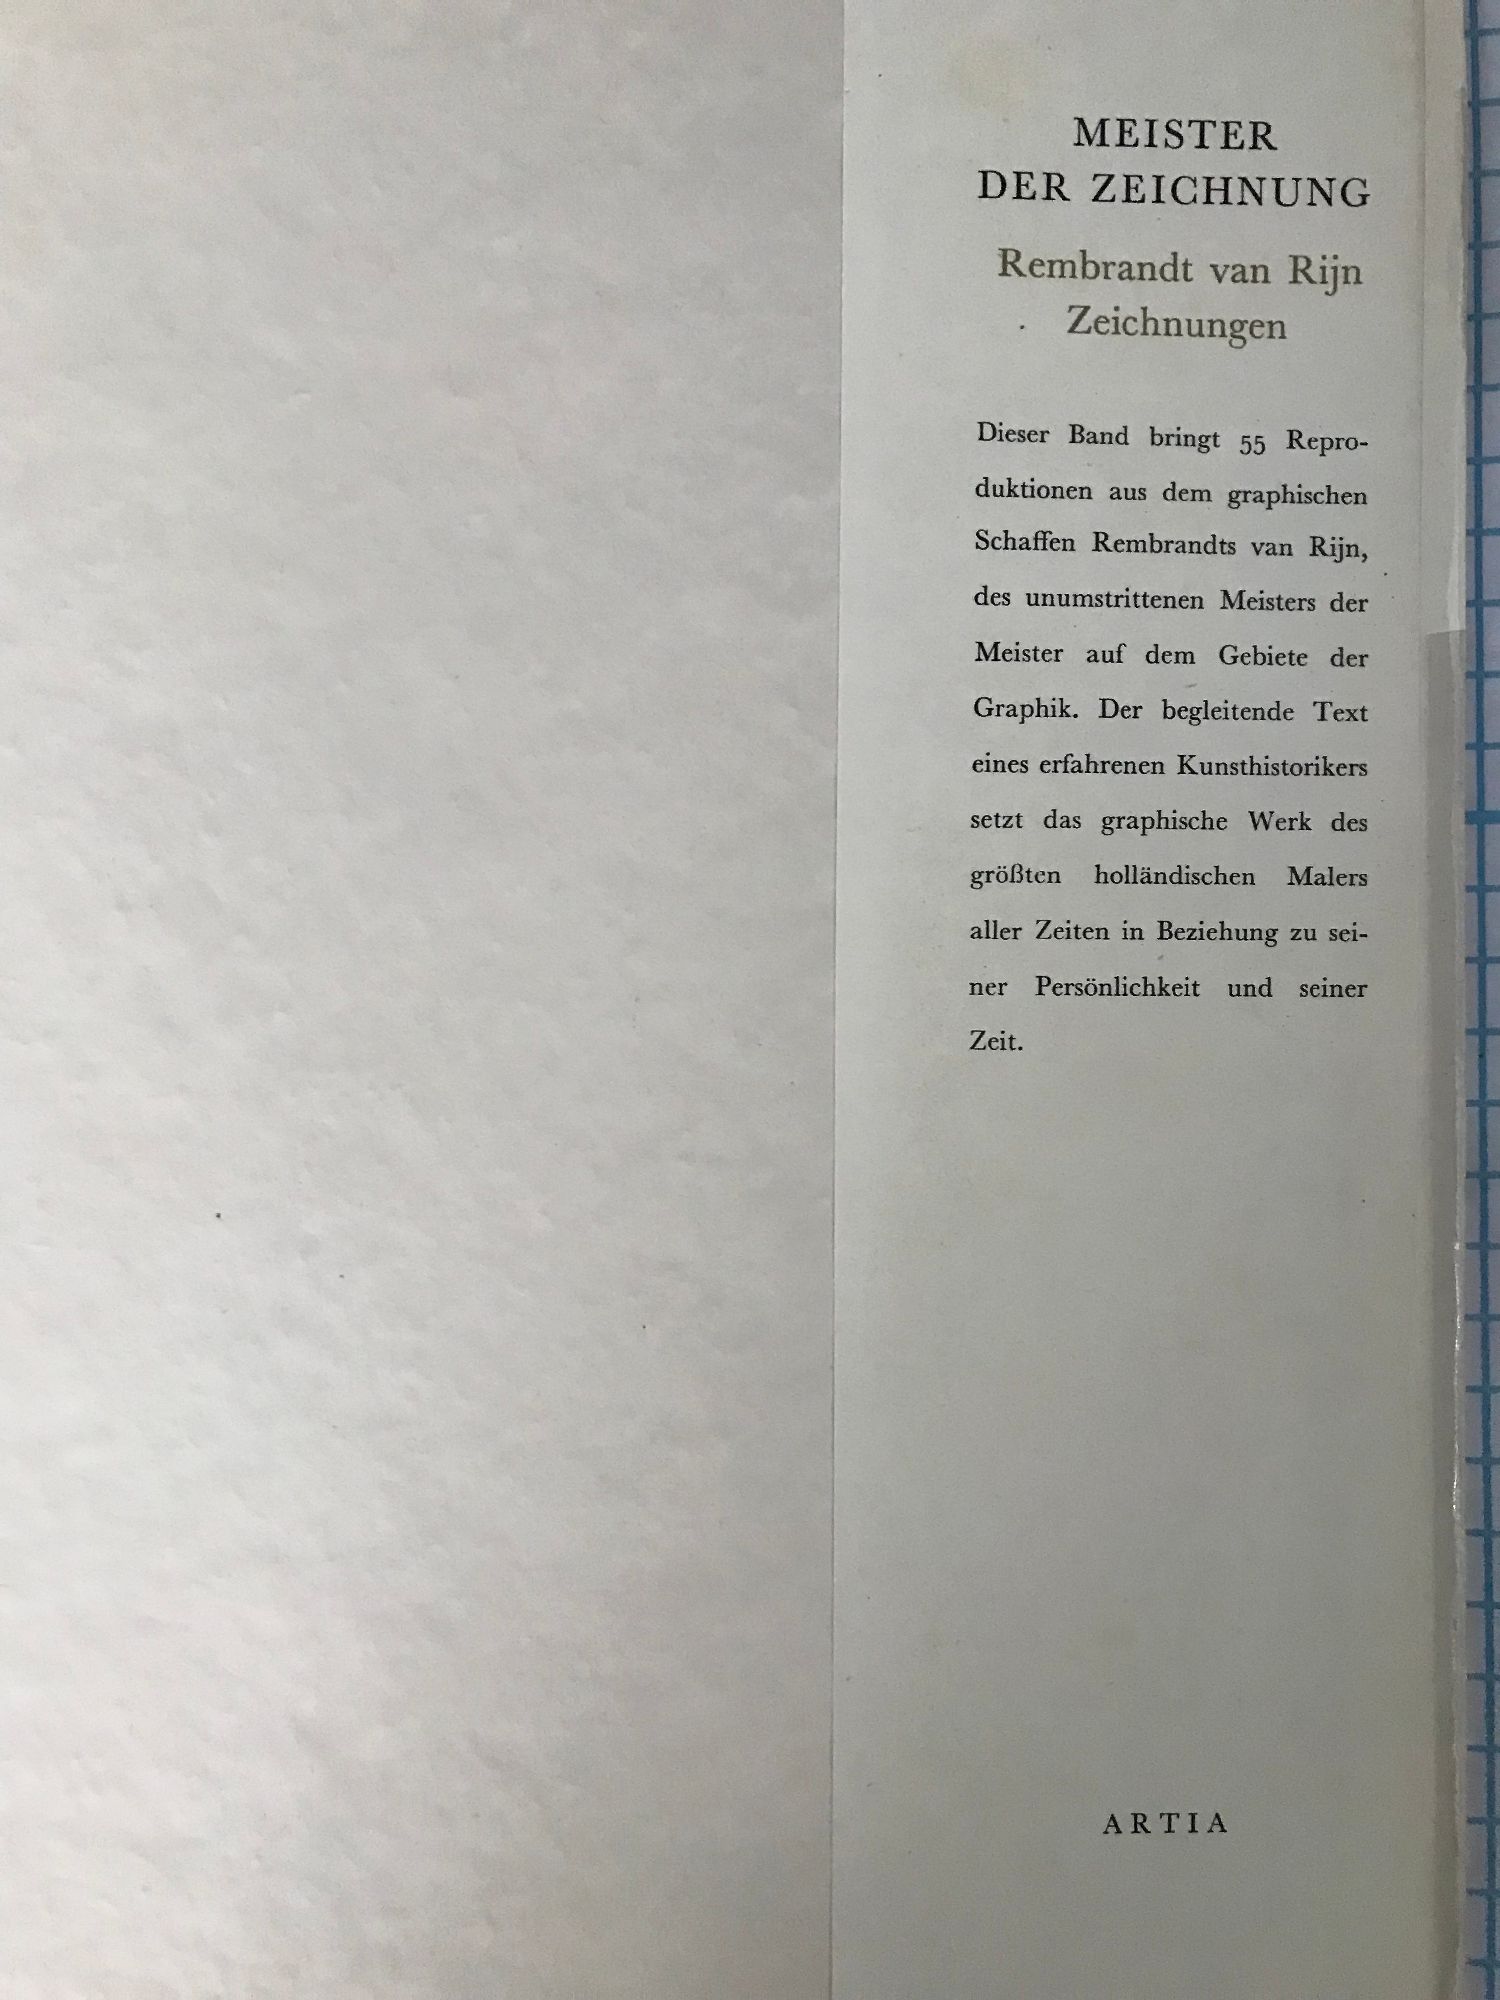 MEISTER
DER ZEICHNUNG
Rembrandt van Rijn
Zeichnungen
Dieser Band bringt 55 Repro-
duktionen aus dem graphischen
Schaffen Rembrandts van Rijn,
des unumstrittenen Meisters der
Meister auf dem Gebiete der
Graphik. Der begleitende Text
eines erfahrenen Kunsthistorikers
setzt das graphische Werk des
größten holländischen Malers
aller Zeiten in Beziehung zu sei-
ner Persönlichkeit und seiner
Zeit.
ARTIA